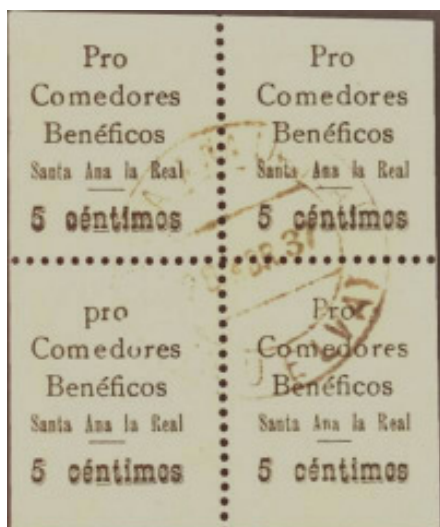 Pro
Comedores
Benéficos
Santa Ana la Real
5 céntimos
Pro
Comedores
Benéficos
Santa Ana la Real
5 céntimos
pro
Comedores
Benéficos
Santa Ana la Real
5 céntimos
Pro
Comedores
Benéficos
Santa Ana la Real
5 céntimos